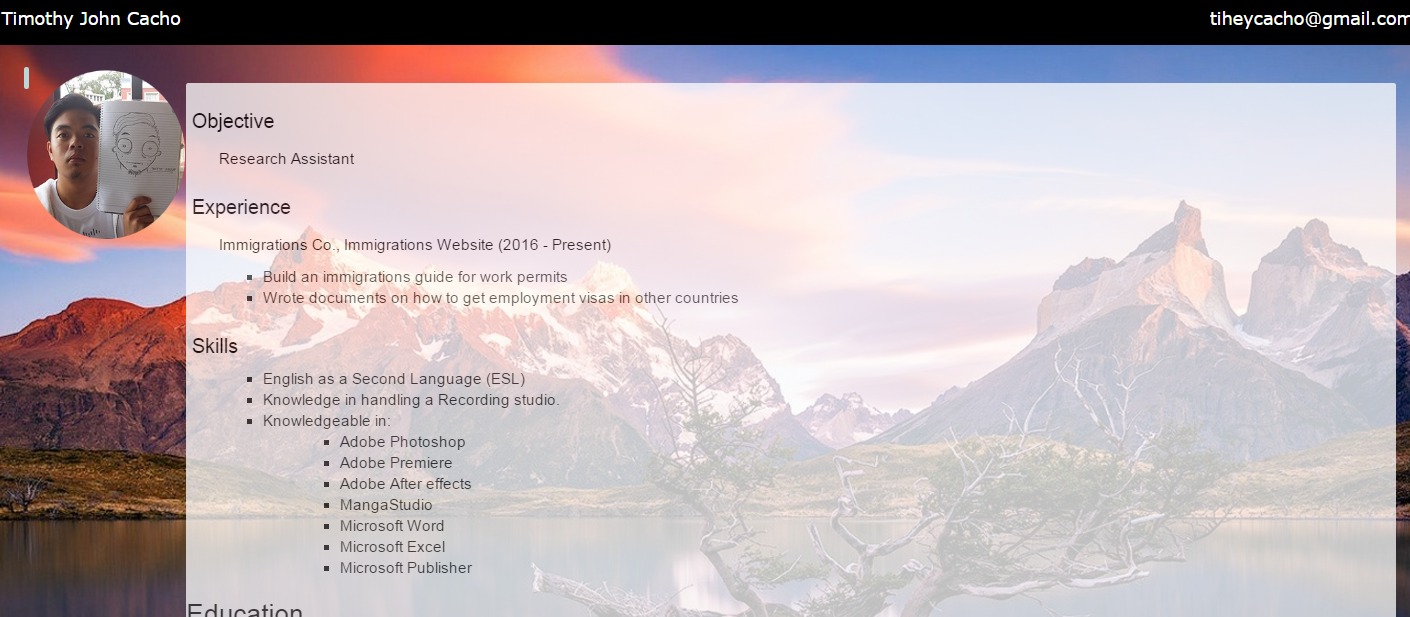 Timothy John Cacho
tiheycacho@gmail.com
Objective
Research Assistant
Experience
Immigrations Co., Immigrations Website (2016 - Present)
Build an immigrations guide for work permits
Wrote documents on how to get employment visas in other countries
Skills
English as a Second Language (ESL)
Knowledge in handling a Recording studio.
Knowledgeable in:
Adobe Photoshop
Adobe Premiere
Adobe After effects
MangaStudio
Microsoft Word
Microsoft Excel
Microsoft Publisher
Education